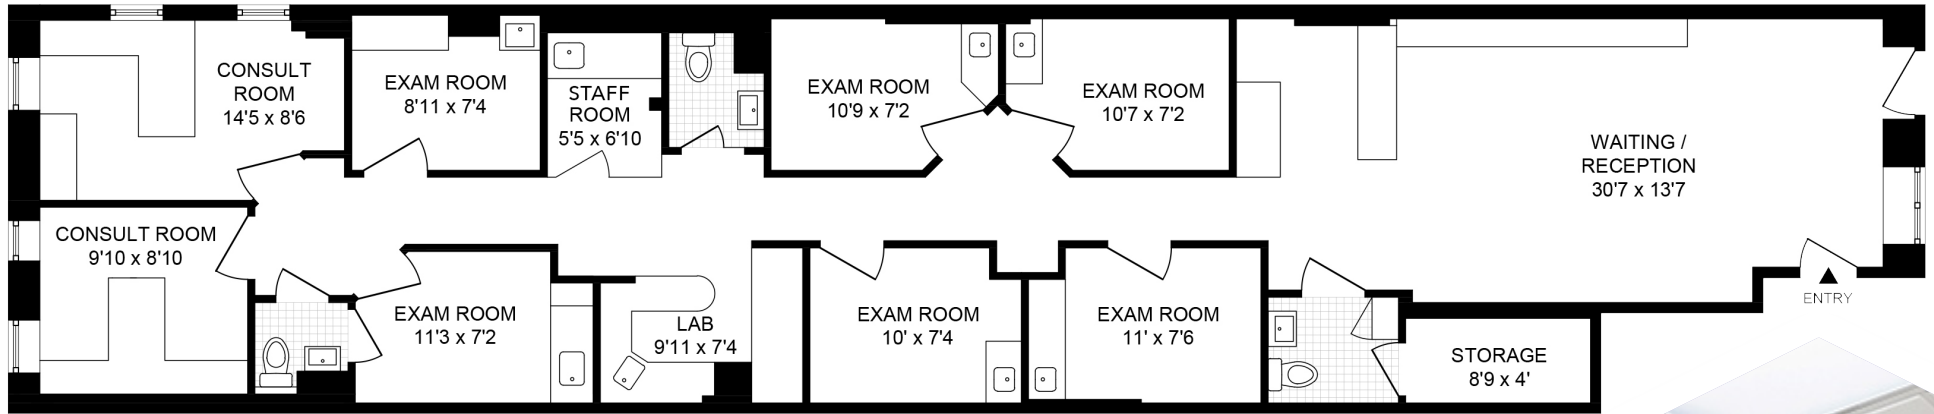 CONSULT
ROOM
14'5 x 8'6
EXAM ROOM
8'11 x 7'4
STAFF
ROOM
5'5 x 6'10
EXAM ROOM
10'9 x 7'2
EXAM ROOM
10'7 x 7'2
WAITING /
RECEPTION
30'7 x 13'7
CONSULT ROOM
9'10 x 8'10
EXAM ROOM
11'3 x 7'2
LAB
9'11 x 7'4
EXAM ROOM
10' x 7'4
EXAM ROOM
11' x 7'6
STORAGE
8'9 x 4'
ENTRY